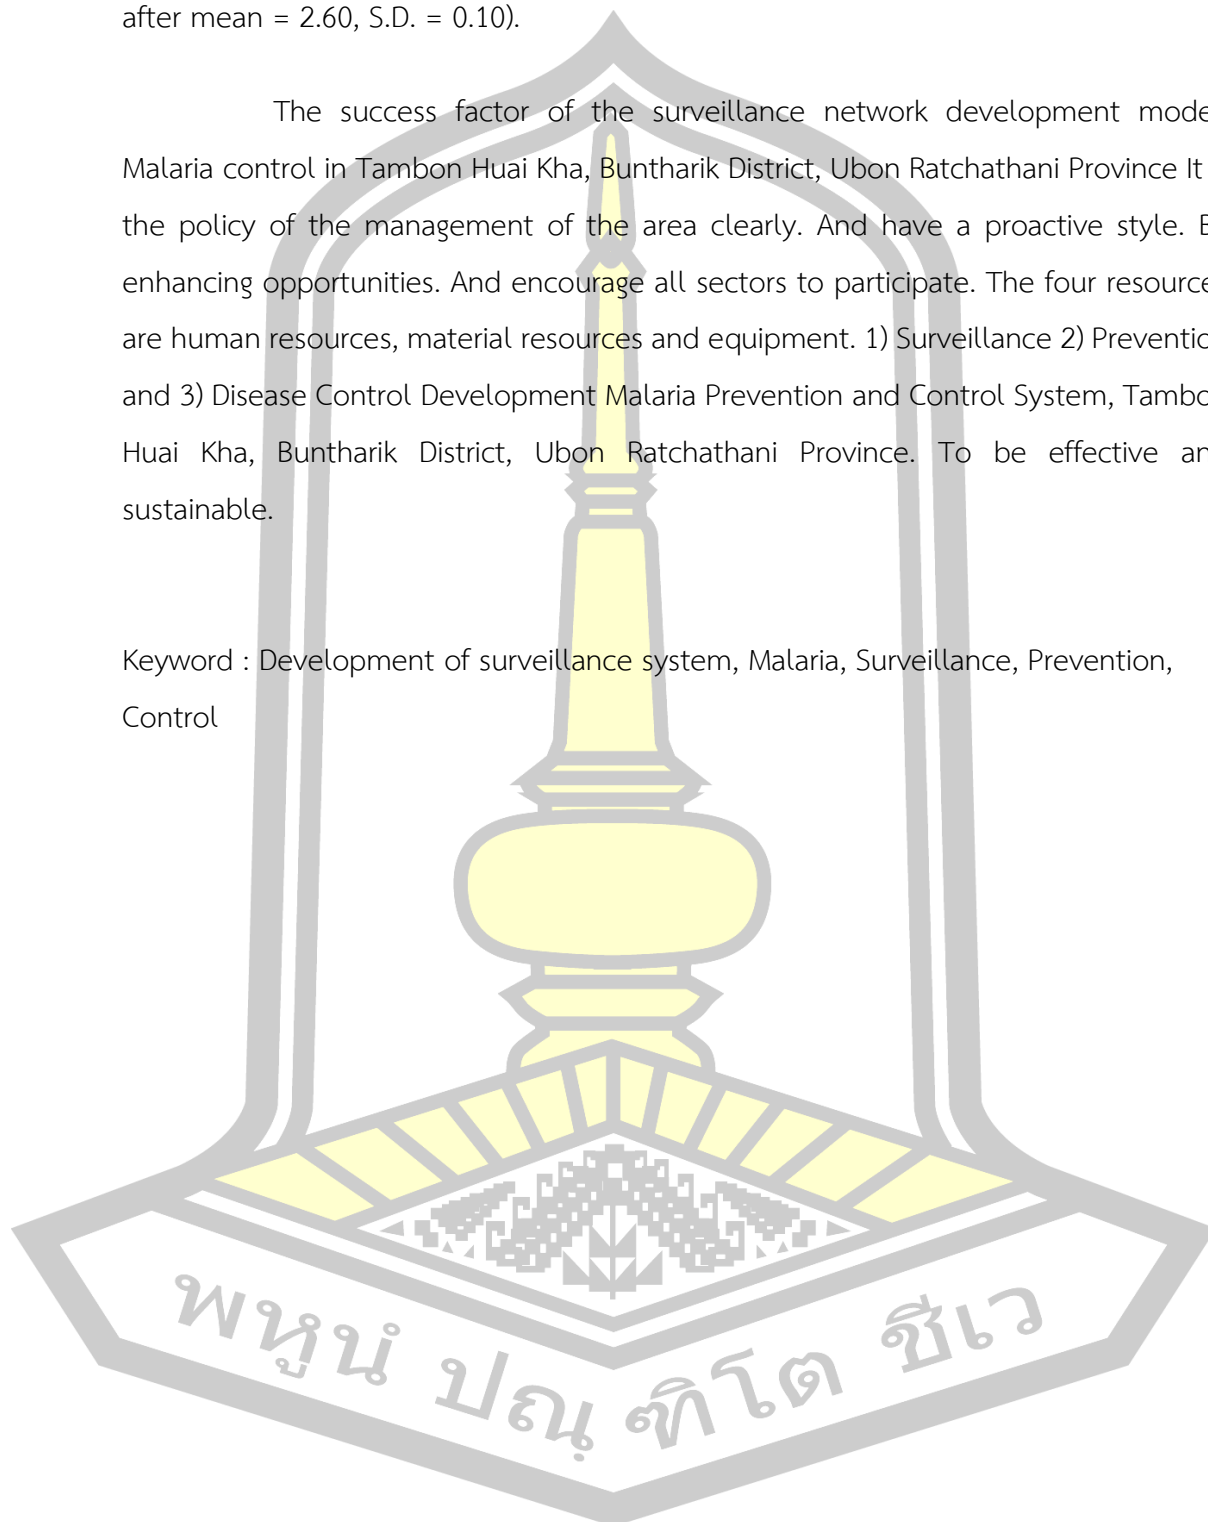 after mean = 2.60, S.D. = 0.10).
The success factor of the surveillance network development mode
Malaria control in Tambon Huai Kha, Buntharik District, Ubon Ratchathani Province It
the policy of the management of the area clearly. And have a proactive style.
enhancing opportunities. And encourage all sectors to participate. The four resource
are human resources, material resources and equipment. 1) Surveillance 2) Preventio
and 3) Disease Control Development Malaria Prevention and Control System, Tambo
Huai Kha, Buntharik District, Ubon Ratchathani Province. To be effective an
sustainable.
Keyword : Development of surveillance system, Malaria, Surveillance, Prevention,
Control
พหูนํ ปณฺฑิโต ชีเว